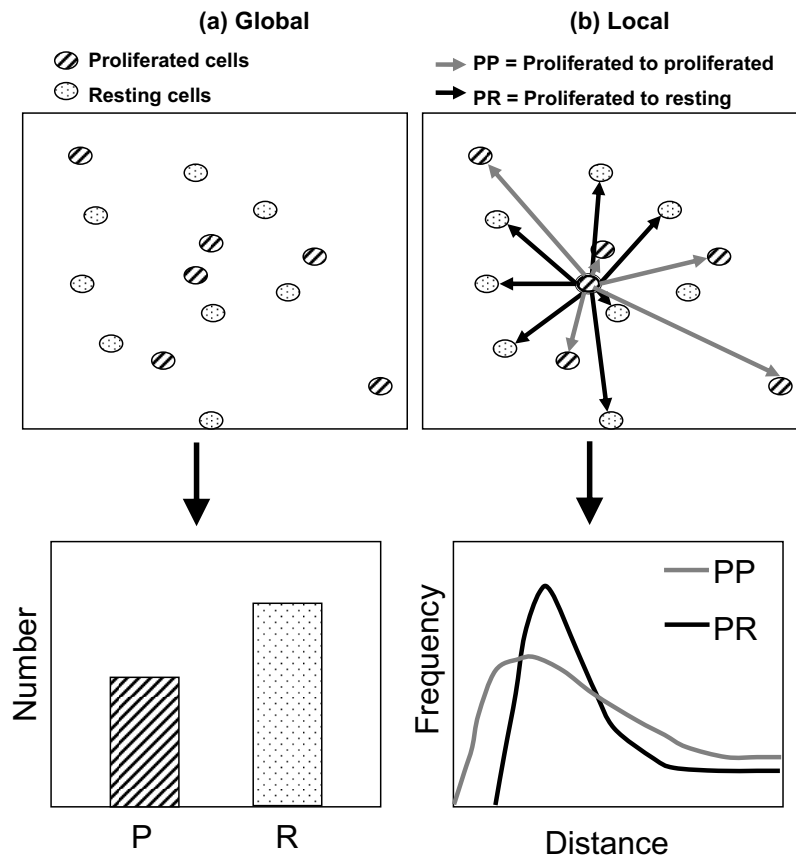 (a) Global
Proliferated cells
Resting cells
(b) Local
PP = Proliferated to proliferated
PR = Proliferated to resting
Number
P
R
Frequency
PP
PR
Distance